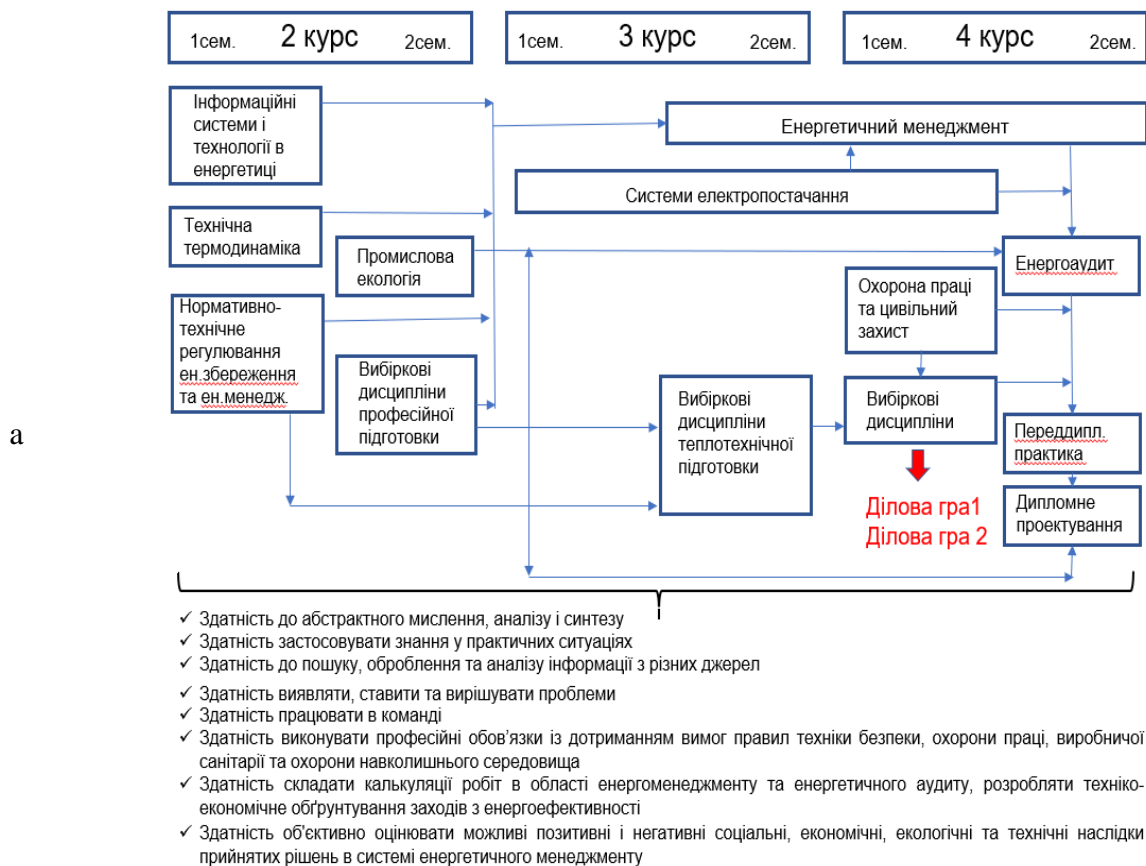 1сем. 2 курс 2сем.
1сем. 3 курс 2сем.
1сем. 4 курс 2сем.
Інформаційні
системи і
технології в
енергетиці
Енергетичний менеджмент
Системи електропостачання
Технічна
термодинаміка
Промислова
екологія
Енергоаудит
Охорона праці
та цивільний
захист
Нормативно-
технічне
регулювання
ен.збереження
та ен.менедж.
Вибіркові
дисципліни
професійної
підготовки
Вибіркові
дисципліни
теплотехнічної
підготовки
Вибіркові
дисципліни
Переддипл.
практика
Ділова гра1
Ділова гра 2
Дипломне
проектування
а
✓ Здатність до абстрактного мислення, аналізу і синтезу
✓ Здатність застосовувати знання у практичних ситуаціях
✓ Здатність до пошуку, оброблення та аналізу інформації з різних джерел
✓ Здатність виявляти, ставити та вирішувати проблеми
✓ Здатність працювати в команді
✓ Здатність виконувати професійні обов’язки із дотриманням вимог правил техніки безпеки, охорони праці, виробничої
санітарії та охорони навколишнього середовища
✓ Здатність складати калькуляції робіт в області енергоменеджменту та енергетичного аудиту, розробляти техніко-
економічне обґрунтування заходів з енергоефективності
✓ Здатність об'єктивно оцінювати можливі позитивні і негативні соціальні, економічні, екологічні та технічні наслідки
прийнятих рішень в системі енергетичного менеджменту